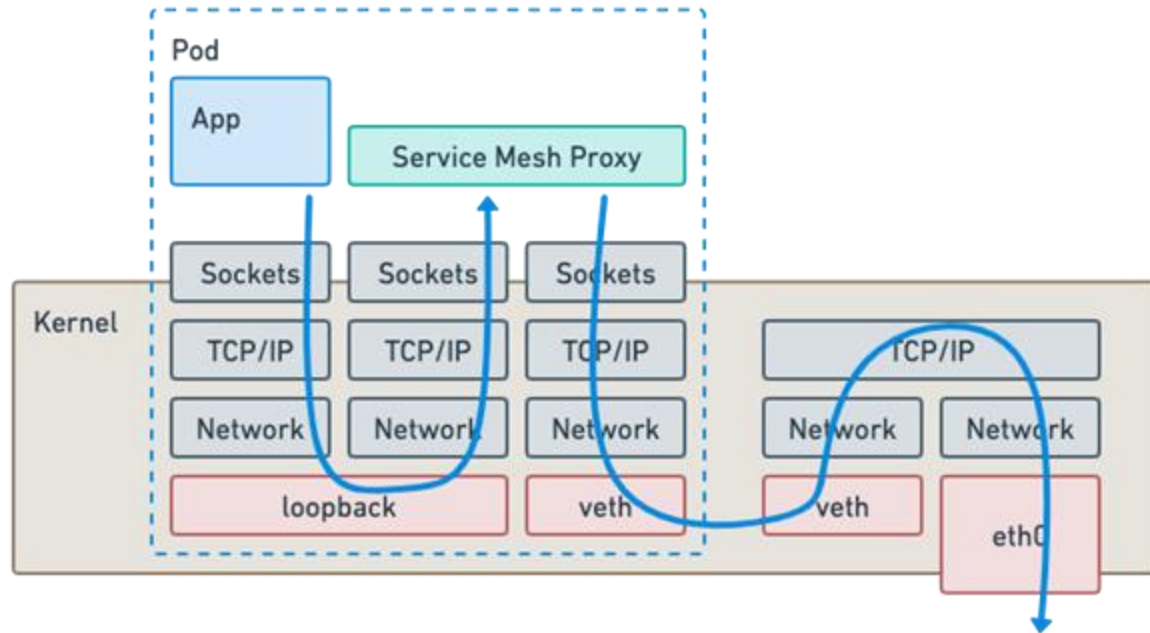 Pod
App
Service Mesh Proxy
Sockets
Sockets
Sockets
Kernel
TCP/IP
TCP/IP
TCP/IP
TCP/IP
Network
Network
Network
Network
Network
loopback
veth
veth
eth0